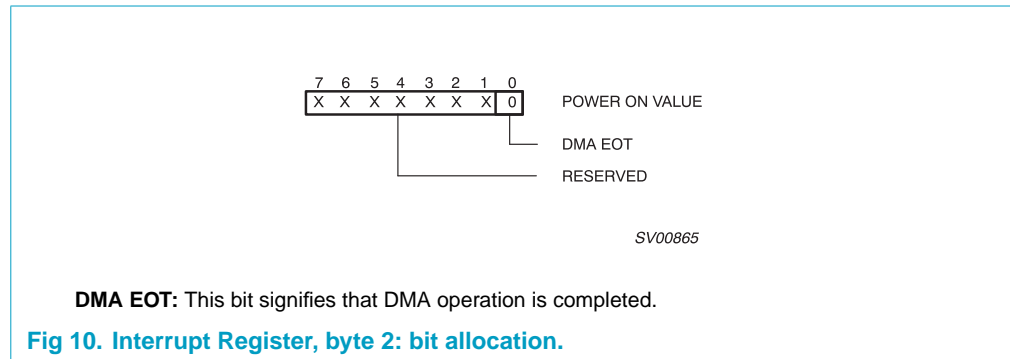 7 6 5 4 3 2 1 0
X X X X X X X 0 POWER ON VALUE
DMA EOT
RESERVED
SV00865
DMA EOT: This bit signifies that DMA operation is completed.
Fig 10. Interrupt Register, byte 2: bit allocation.